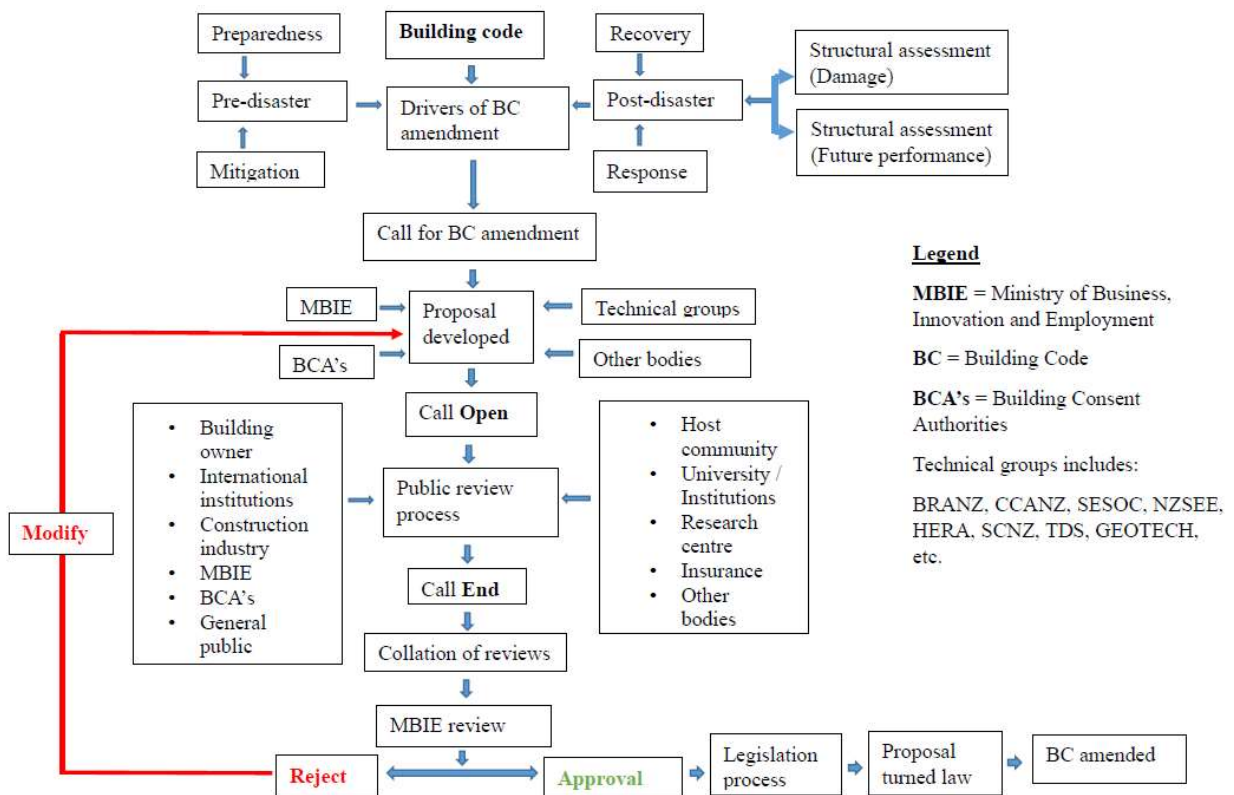 Preparedness
Building code
Recovery
Structural assessment
(Damage)
Pre-disaster
Drivers of BC
amendment
Post-disaster
Structural assessment
(Future performance)
Mitigation
Response
Call for BC amendment
Legend
MBIE = Ministry of Business,
Innovation and Employment
BC = Building Code
BCA's = Building Consent
Authorities
Technical groups includes:
BRANZ, CCANZ, SESOC, NZSEE,
HERA, SCNZ, TDS, GEOTECH,
etc.
MBIE
Proposal
developed
Technical groups
BCA's
Other bodies
Call Open
• Building
owner
• International
institutions
• Construction
industry
• MBIE
• BCA's
• General
public
Public review
process
• Host
community
• University /
Institutions
• Research
centre
• Insurance
• Other
bodies
Modify
Call End
Collation of reviews
MBIE review
Reject
Approval
Legislation
process
Proposal
turned law
BC amended